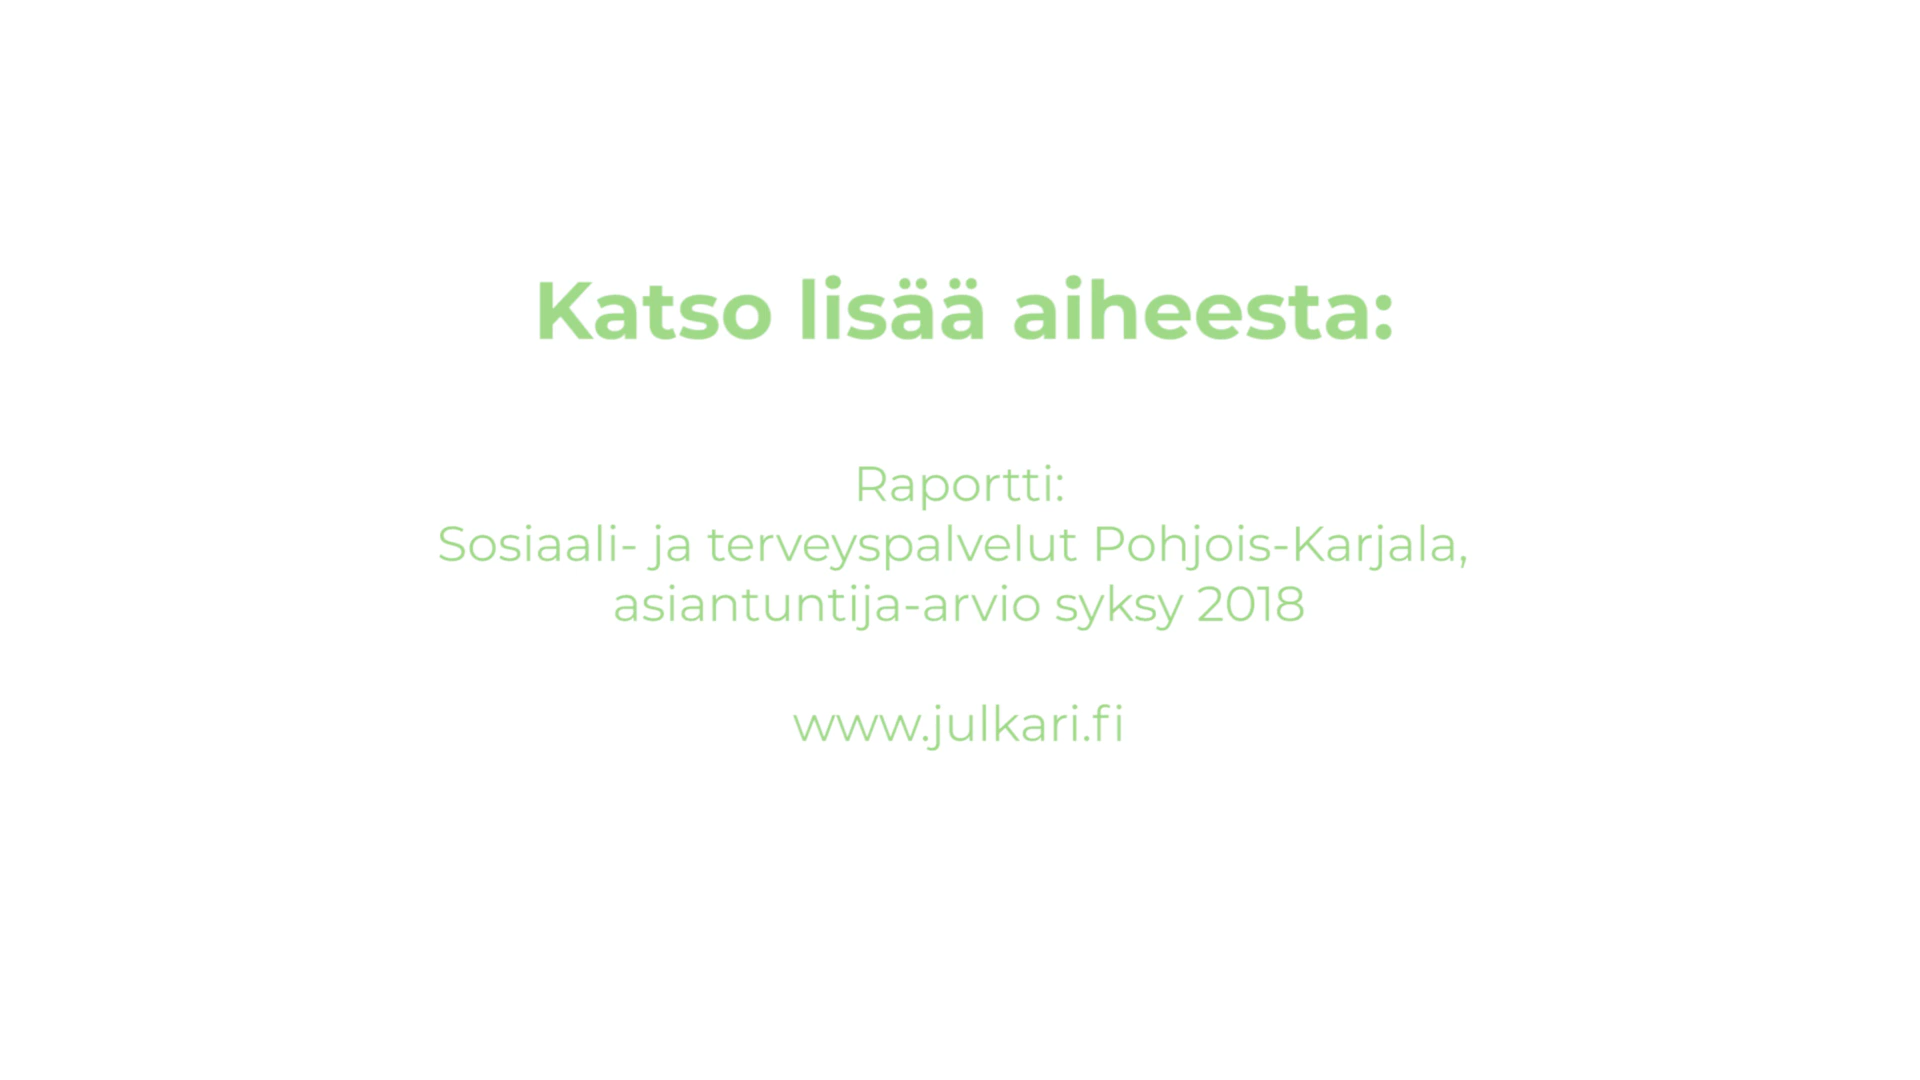 Katso lisää aiheesta:
Raportti:
Sosiaali- ja terveyspalvelut Pohjois-Karjala,
asiantuntija-arvio syksy 2018
www.julkari.fi